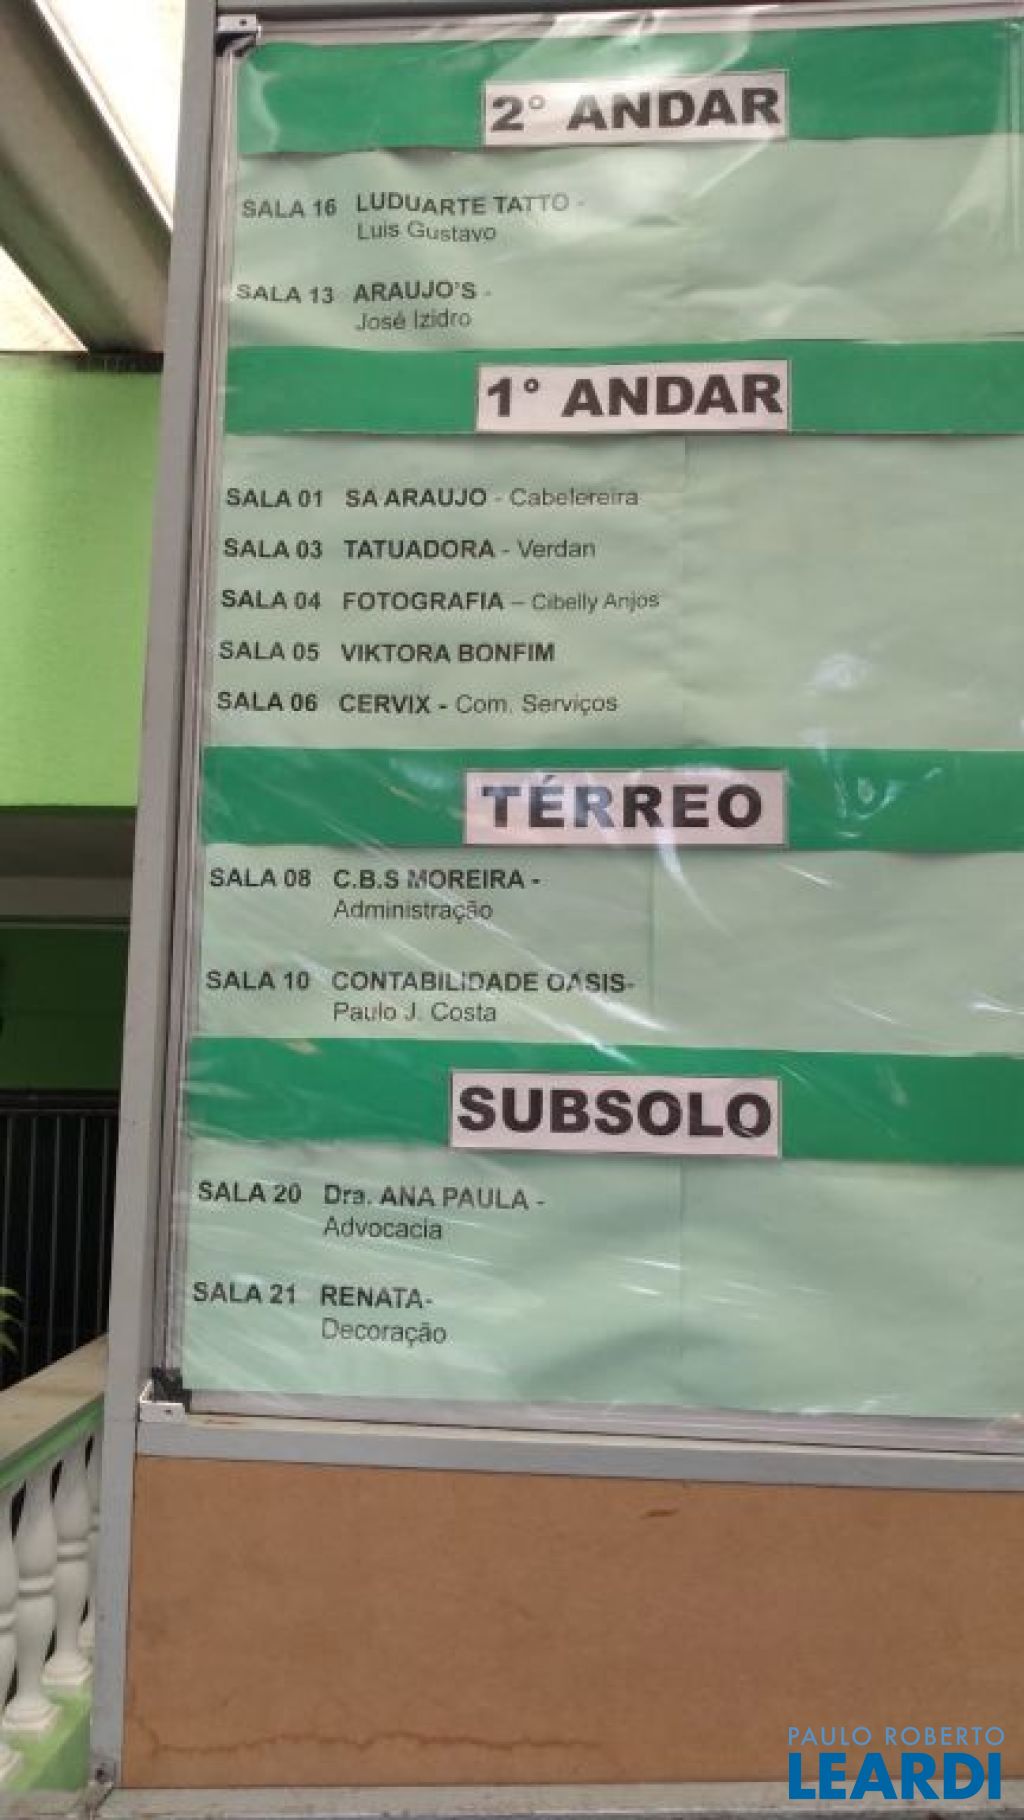 2° ANDAR
SALA 16 LUDUARTE TATTO -
Luis Gustavo
SALA 13 ARAUJO'S -
José Izidro
1° ANDAR
SALA 01 SA ARAUJO - Cabelereira
SALA 03 TATUADORA - Verdan
SALA 04 FOTOGRAFIA – Cibelly Anjos
SALA 05 VIKTORA BONFIM
SALA 06 CERVIX - Com. Serviços
TÉRREO
SALA 08 C.B.S MOREIRA -
Administração
SALA 10 CONTABILIDADE OÁSIS-
Paulo J. Costa
SUBSOLO
SALA 20 Dra. ANA PAULA -
Advocacia
SALA 21 RENATA-
Decoração
PAULO ROBERTO
LEARDI